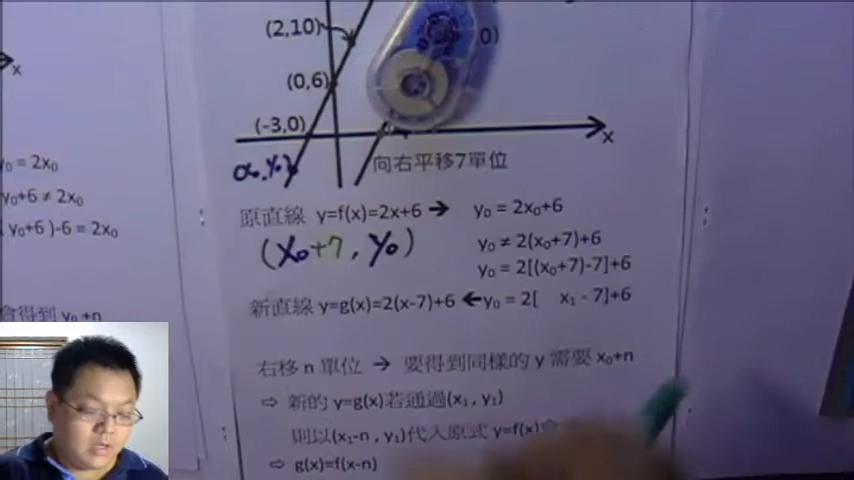 (2,10)
,0)
(0,6)
(-3,0)
x
x
向右平移7單位
y₀ = 2x₀
y₀+6 ≠ 2x₀
y₀+6 )-6 = 2x₀
會得到 y₀ +n
原直線 y=f(x)=2x+6 → y₀ = 2x₀+6
(x₀+7 , y₀)
y₀ ≠ 2(x₀+7)+6
y₀ = 2[(x₀+7)-7]+6
新直線 y=g(x)=2(x-7)+6 ← y₀ = 2[ x₁ - 7]+6
右移 n 單位 → 要得到同樣的 y 需要 x₀+n
⇨ 新的 y=g(x)若通過(x₁ , y₁)
則以(x₁-n , y₁)代入原式 y=f(x)
⇨ g(x)=f(x-n)